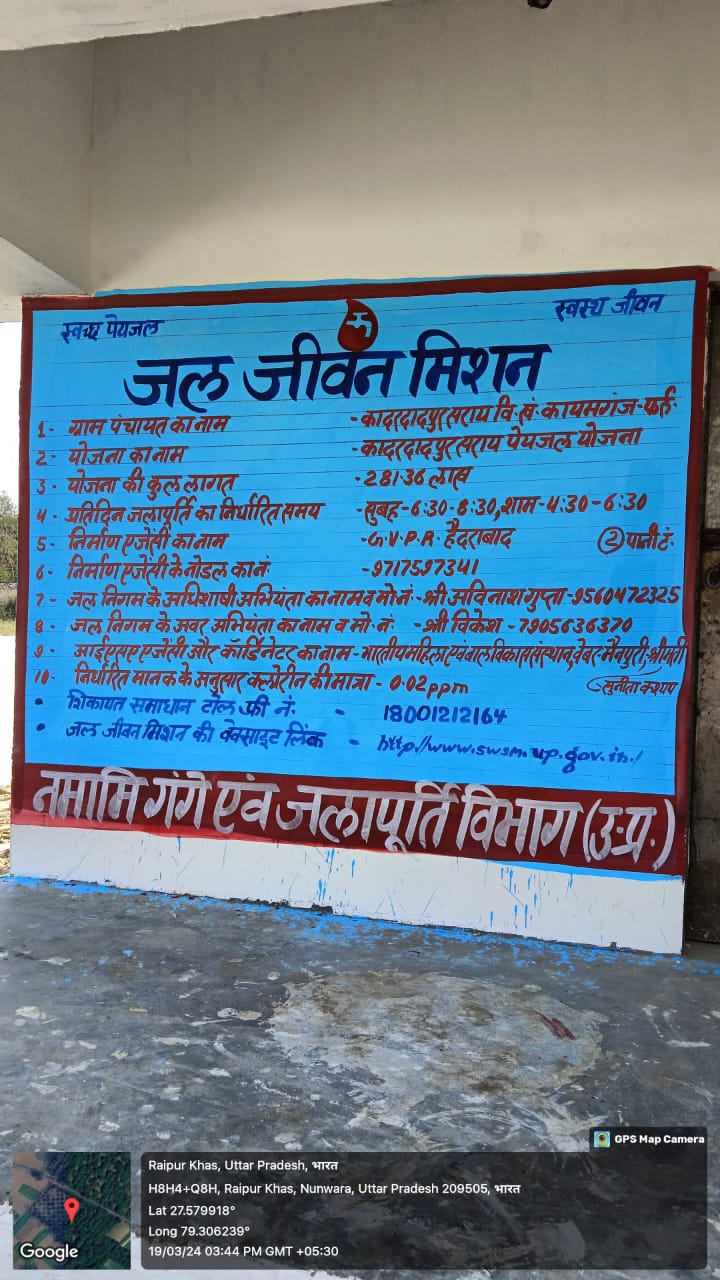 स्वच्छ पेयजल
स्वस्थ जीवन
जल जीवन मिशन
1- ग्राम पंचायत का नाम - कादरदादपुर सराय वि.खं. कायमगंज-फर्रु.
2- योजना का नाम - कादरदादपुर सराय पेयजल योजना
3- योजना की कुल लागत - 281.36 लाख
4- प्रतिदिन जलापूर्ति का निर्धारित समय - सुबह-6:30-8:30, शाम-4:30-6:30
5- निर्माण एजेंसी का नाम - G.V.P.R. हैदराबाद
② पानी टं.
6- निर्माण एजेंसी के नोडल का नं - 9717597341
7- जल निगम के अधिशाषी अभियंता का नाम व मो.नं - श्री अविनाश गुप्ता-9560472325
8- जल निगम के अवर अभियंता का नाम व मो. नं - श्री विकेश - 7905636370
9- आईएसए एजेंसी और कॉर्डिनेटर का नाम - भारतीय महिला एवं बाल विकास संस्थान, बेबर मैनपुरी, श्रीमती
सुनीता कश्यप
10- निर्धारित मानक के अनुसार क्लोरीन की मात्रा - 0.02 ppm
• शिकायत समाधान टोल फ्री नं. - 18001212164
• जल जीवन मिशन की वेबसाइट लिंक - http://www.swsm.up.gov.in./
नमामि गंगे एवं जलापूर्ति विभाग (उ.प्र.)
GPS Map Camera
Raipur Khas, Uttar Pradesh, भारत
H8H4+Q8H, Raipur Khas, Nunwara, Uttar Pradesh 209505, भारत
Lat 27.579918°
Long 79.306239°
19/03/24 03:44 PM GMT +05:30
Google